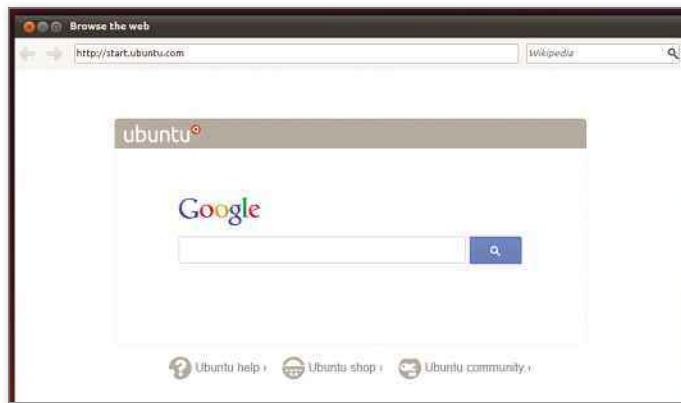 Browse the web
http://start.ubuntu.com Wikipedia
ubuntu
Google
Ubuntu help › Ubuntu shop › Ubuntu community ›